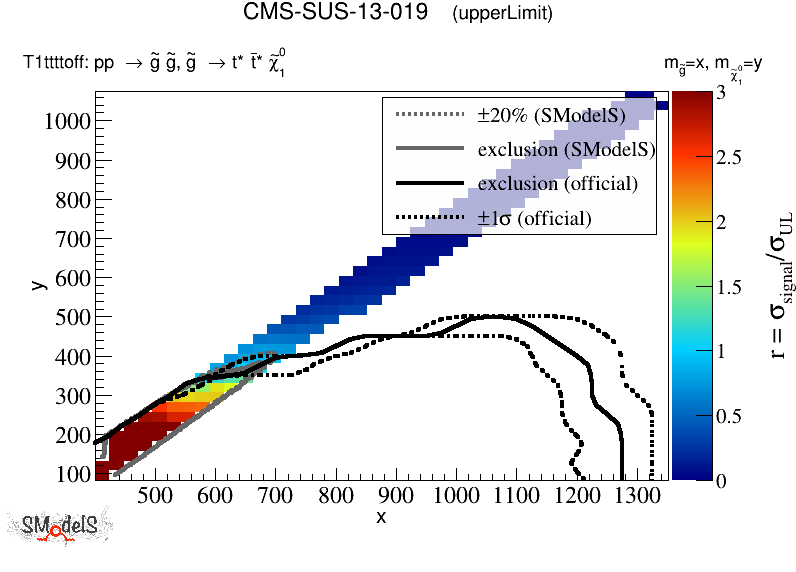 CMS-SUS-13-019 (upperLimit)
T1ttttoff: pp → g̃ g̃, g̃ → t* t̄* χ̃₁⁰
m_g̃=x, m_χ̃₁⁰=y
±20% (SModelS)
exclusion (SModelS)
exclusion (official)
±1σ (official)
y
1000
900
800
700
600
500
400
300
200
100
500 600 700 800 900 1000 1100 1200 1300
x
3
2.5
2
1.5
1
0.5
0
r = σ_signal/σ_UL
SModelS